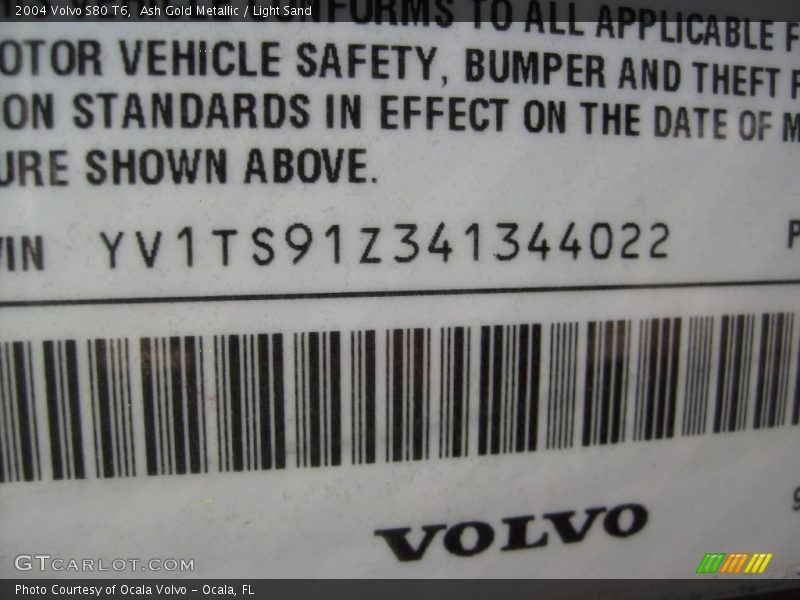 2004 Volvo S80 T6, Ash Gold Metallic / Light Sand
TO ALL APPLICABLE
OTOR VEHICLE SAFETY, BUMPER AND THEFT
ON STANDARDS IN EFFECT ON THE DATE OF M
URE SHOWN ABOVE.
VIN YV1TS91Z341344022 P
VOLVO
GTCARLOT.COM
Photo Courtesy of Ocala Volvo - Ocala, FL